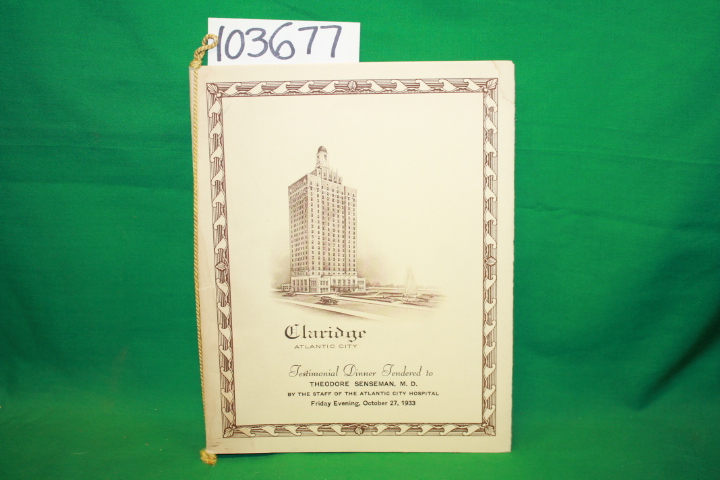 103677
Claridge
ATLANTIC CITY
Testimonial Dinner Tendered to
THEODORE SENSEMAN, M. D.
BY THE STAFF OF THE ATLANTIC CITY HOSPITAL
Friday Evening, October 27, 1933